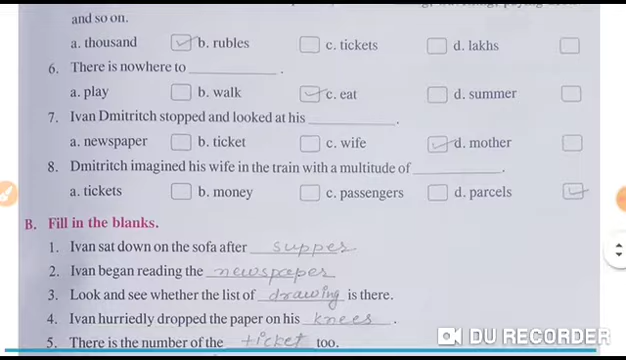 and so on.
a. thousand b. rubles c. tickets d. lakhs
6. There is nowhere to ____________ .
a. play b. walk c. eat d. summer
7. Ivan Dmitritch stopped and looked at his ____________.
a. newspaper b. ticket c. wife d. mother
8. Dmitritch imagined his wife in the train with a multitude of ____________.
a. tickets b. money c. passengers d. parcels
B. Fill in the blanks.
1. Ivan sat down on the sofa after supper
2. Ivan began reading the newspaper
3. Look and see whether the list of drawing is there.
4. Ivan hurriedly dropped the paper on his knees .
5. There is the number of the ticket too.
DU RECORDER